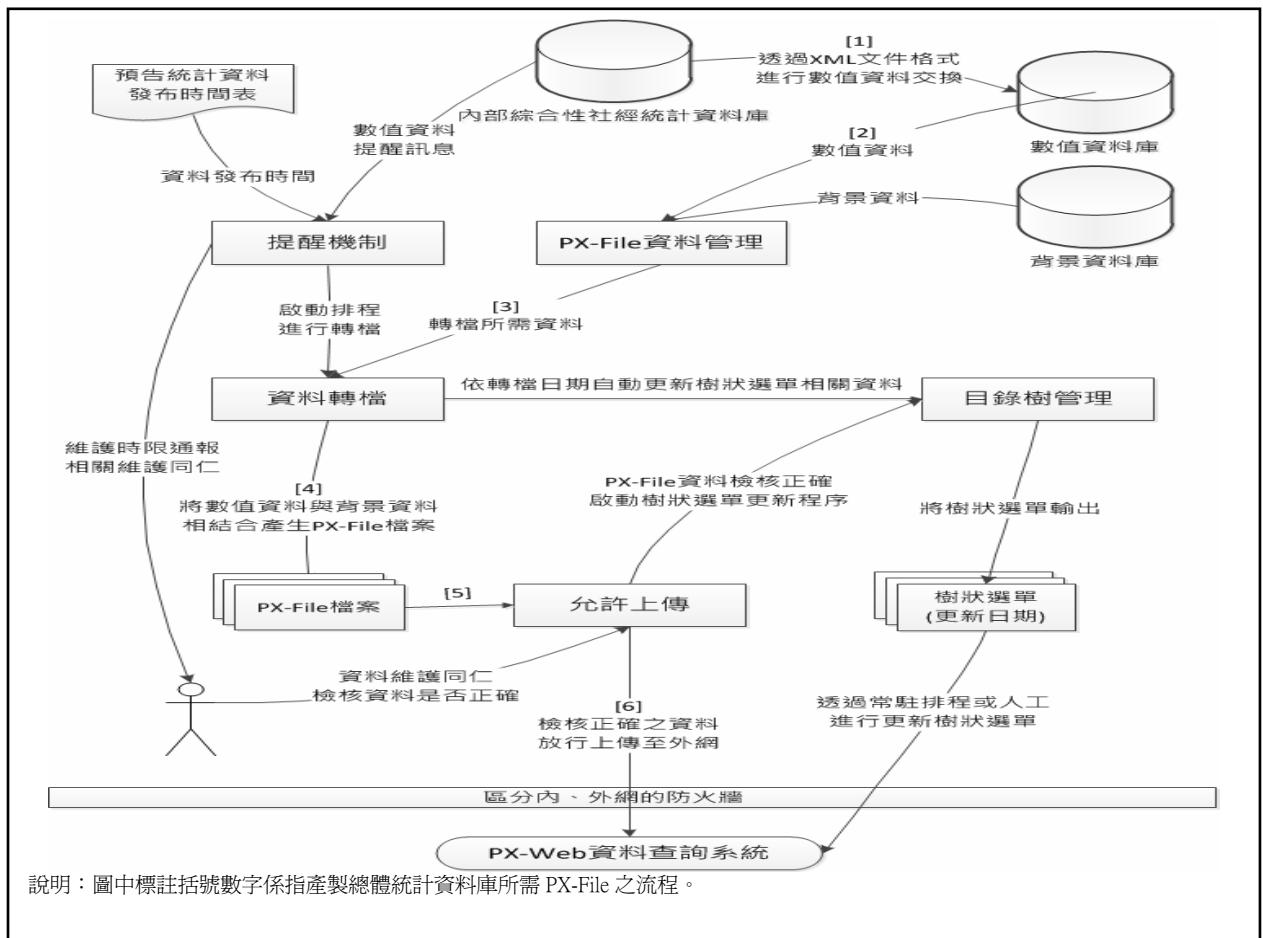 [1]
透過XML文件格式
進行數值資料交換
預告統計資料
發布時間表
內部綜合性社經統計資料庫
數值資料
提醒訊息
[2]
數值資料
數值資料庫
資料發布時間
背景資料
提醒機制
PX-File資料管理
背景資料庫
啟動排程
進行轉檔
[3]
轉檔所需資料
資料轉檔
依轉檔日期自動更新樹狀選單相關資料
目錄樹管理
維護時限通報
相關維護同仁
PX-File資料檢核正確
啟動樹狀選單更新程序
[4]
將數值資料與背景資料
相結合產生PX-File檔案
將樹狀選單輸出
PX-File檔案
[5]
允許上傳
樹狀選單
(更新日期)
資料維護同仁
檢核資料是否正確
[6]
檢核正確之資料
放行上傳至外網
透過常駐排程或人工
進行更新樹狀選單
區分內、外網的防火牆
PX-Web資料查詢系統
說明：圖中標註括號數字係指產製總體統計資料庫所需 PX-File 之流程。